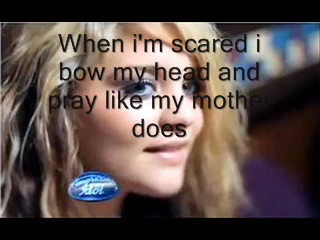 When i'm scared i
bow my head and
pray like my mother
does
Idol